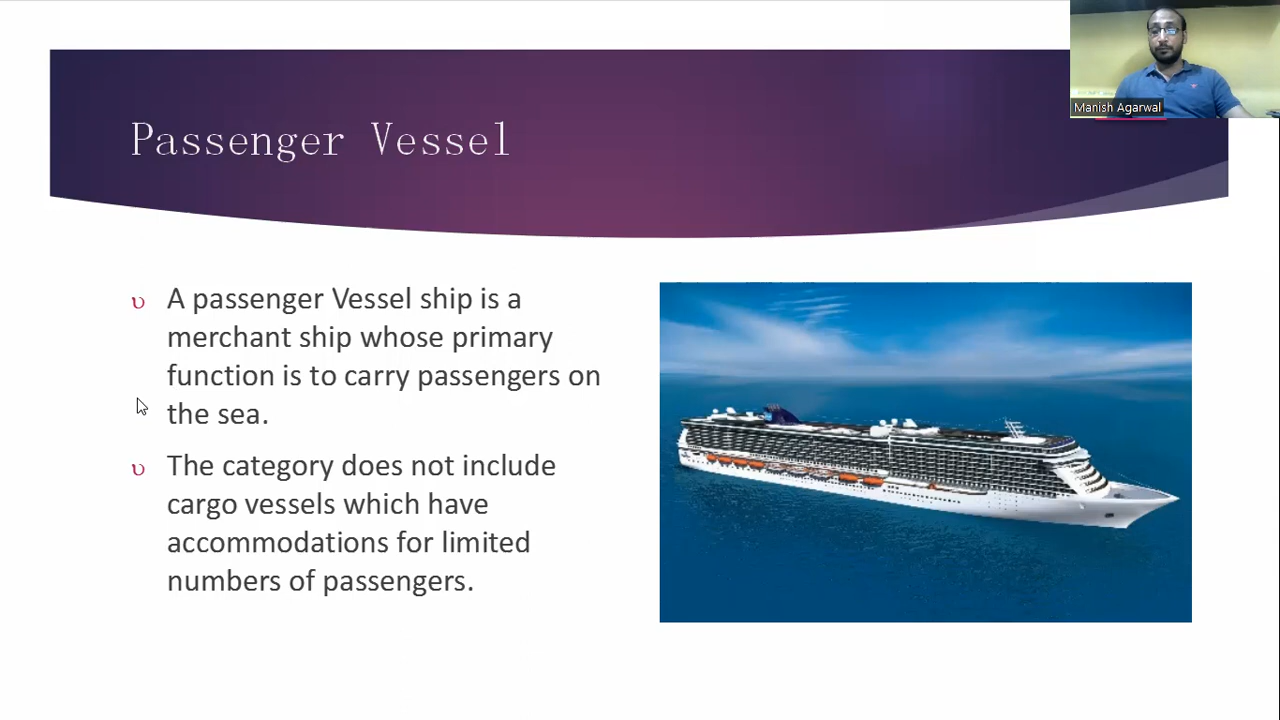 Manish Agarwal
Passenger Vessel
υ A passenger Vessel ship is a
merchant ship whose primary
function is to carry passengers on
the sea.
υ The category does not include
cargo vessels which have
accommodations for limited
numbers of passengers.